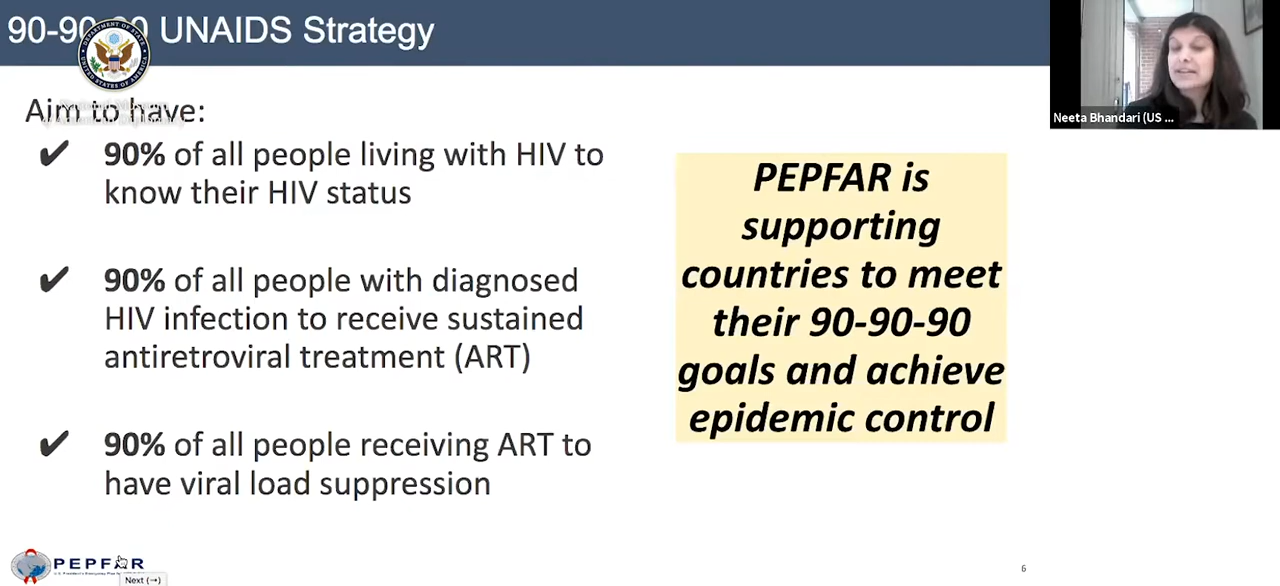 90-90-90 UNAIDS Strategy
Neeta Bhandari (US ...
Aim to have:
✔ 90% of all people living with HIV to
know their HIV status
✔ 90% of all people with diagnosed
HIV infection to receive sustained
antiretroviral treatment (ART)
✔ 90% of all people receiving ART to
have viral load suppression
PEPFAR is
supporting
countries to meet
their 90-90-90
goals and achieve
epidemic control
PEPFAR
Next (→)
6